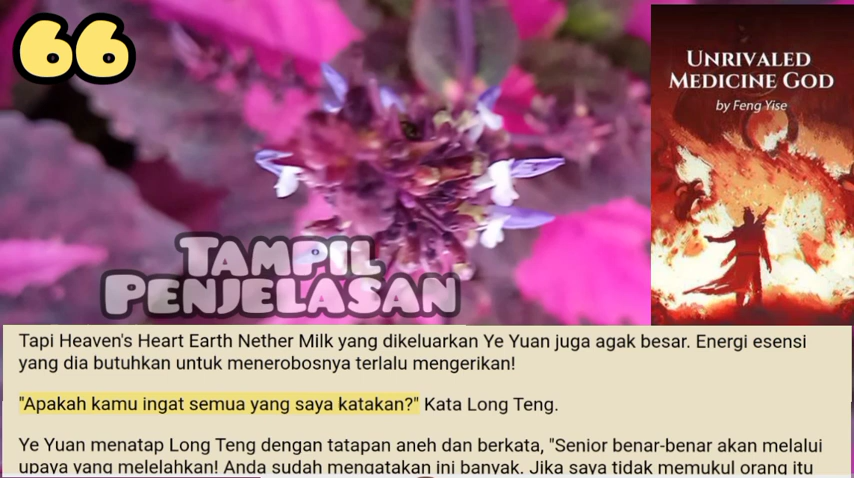 66
UNRIVALED
MEDICINE GOD
by Feng Yise
TAMPIL
PENJELASAN
Tapi Heaven's Heart Earth Nether Milk yang dikeluarkan Ye Yuan juga agak besar. Energi esensi
yang dia butuhkan untuk menerobosnya terlalu mengerikan!
"Apakah kamu ingat semua yang saya katakan?" Kata Long Teng.
Ye Yuan menatap Long Teng dengan tatapan aneh dan berkata, "Senior benar-benar akan melalui
upaya yang melelahkan! Anda sudah mengatakan ini banyak. Jika saya tidak memukul orang itu